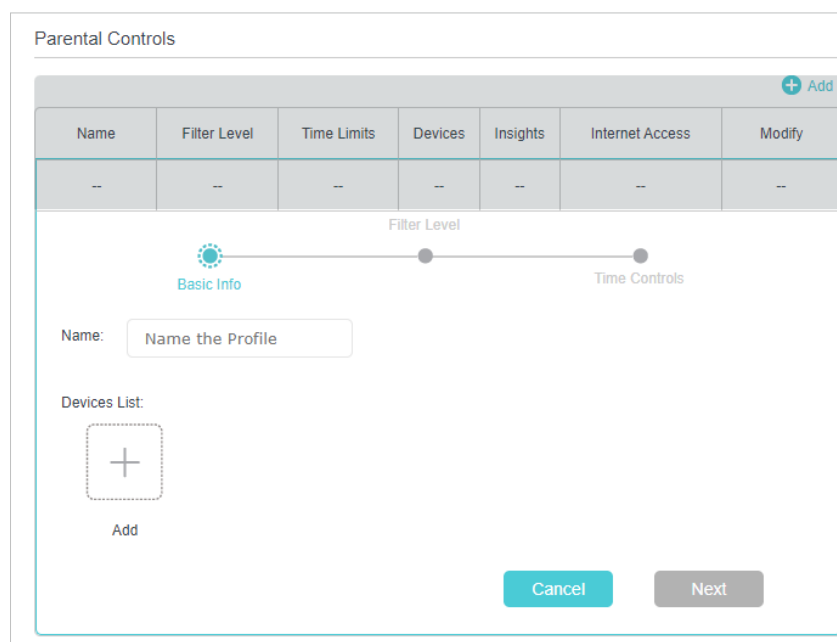 Parental Controls
Add
Name Filter Level Time Limits Devices Insights Internet Access Modify
-- -- -- -- -- -- --
Filter Level
Basic Info Time Controls
Name: Name the Profile
Devices List:
Add
Cancel Next